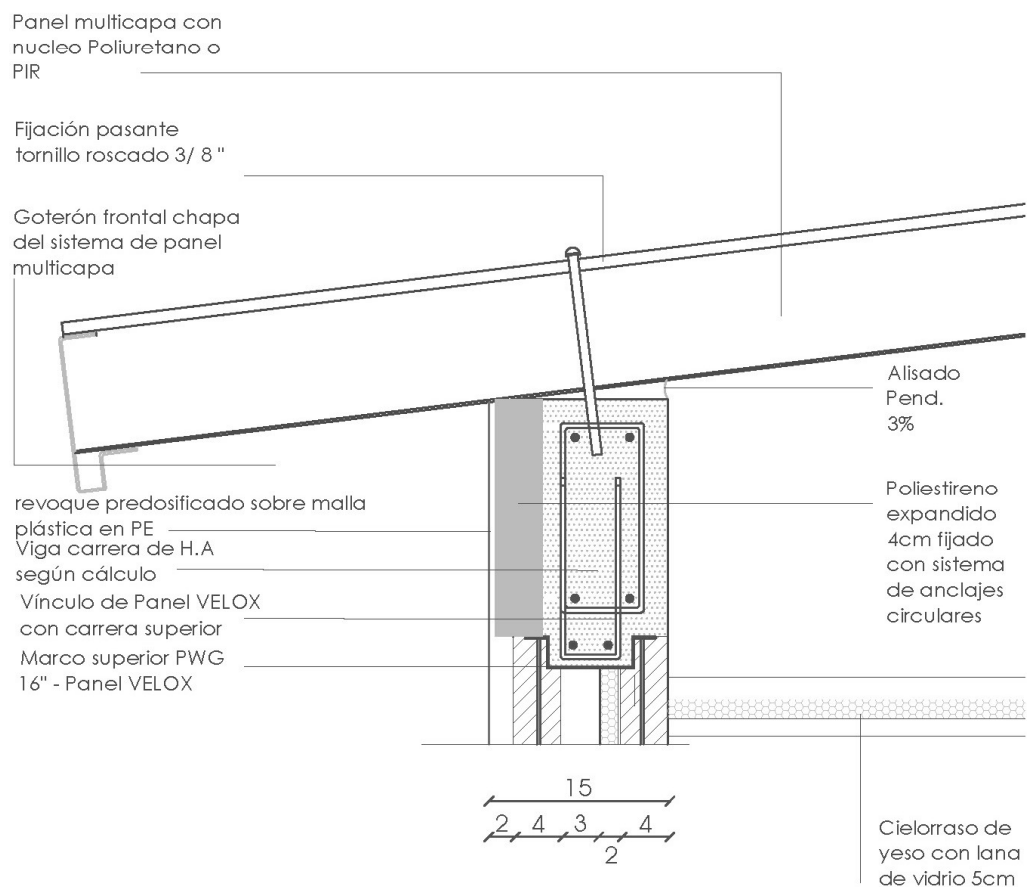 Panel multicapa con
nucleo Poliuretano o
PIR
Fijación pasante
tornillo roscado 3/ 8 "
Goterón frontal chapa
del sistema de panel
multicapa
Alisado
Pend.
3%
revoque predosificado sobre malla
plástica en PE
Viga carrera de H.A
según cálculo
Vínculo de Panel VELOX
con carrera superior
Marco superior PWG
16" - Panel VELOX
Poliestireno
expandido
4cm fijado
con sistema
de anclajes
circulares
15
2 4 3 4
2
Cielorraso de
yeso con lana
de vidrio 5cm